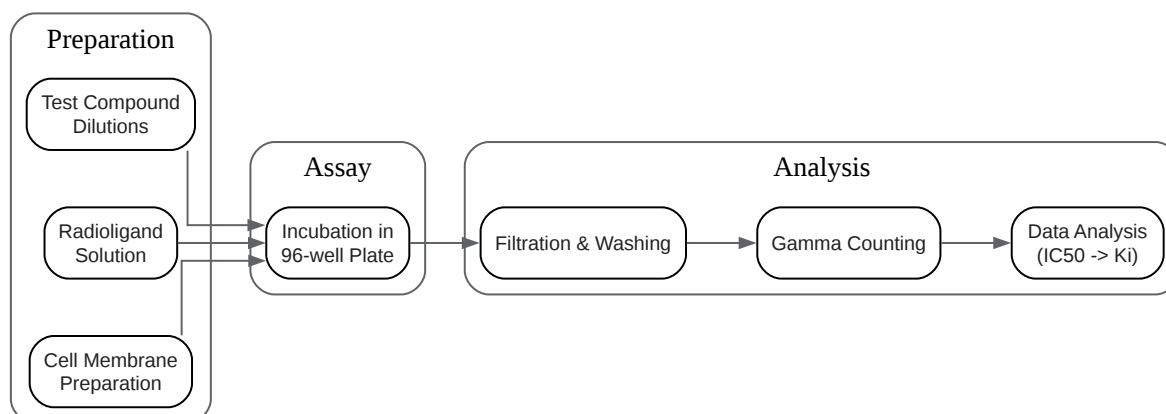 Preparation
Test Compound
Dilutions
Radioligand
Solution
Cell Membrane
Preparation
Assay
Incubation in
96-well Plate
Analysis
Filtration & Washing
Gamma Counting
Data Analysis
(IC50 -> Ki)